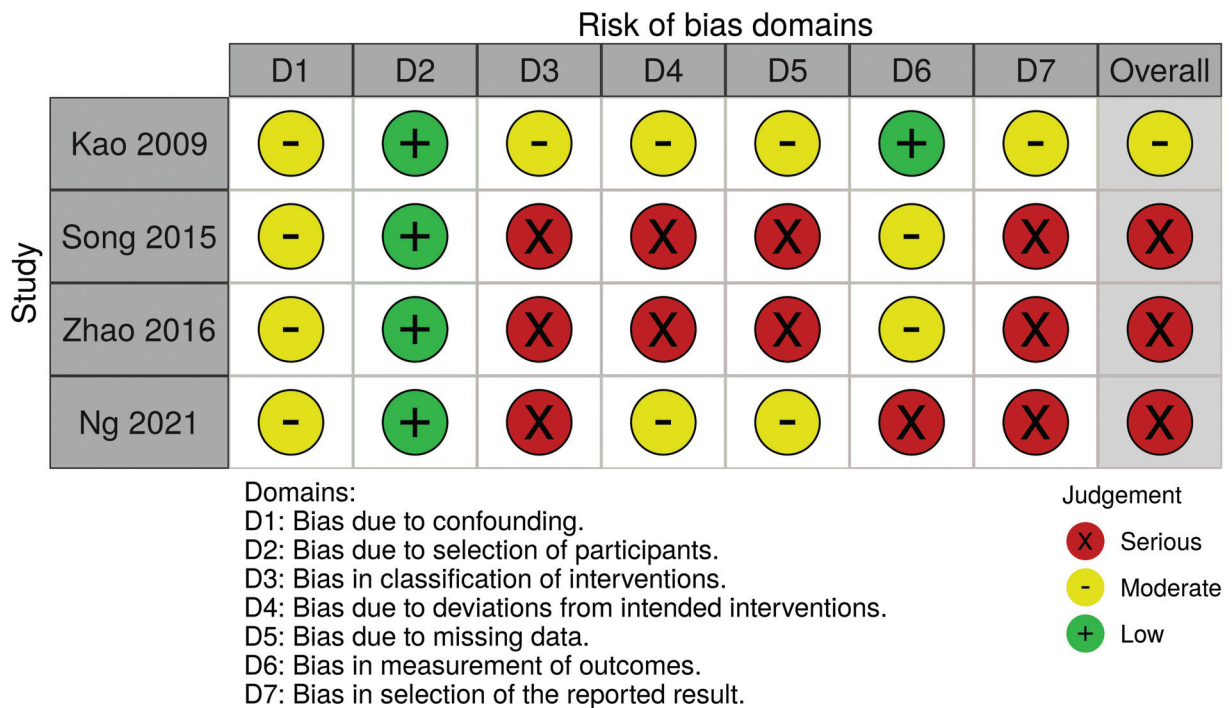 Risk of bias domains
D1 D2 D3 D4 D5 D6 D7 Overall
Study
Kao 2009 - + - - - + - -
Song 2015 - + X X X - X X
Zhao 2016 - + X X X - X X
Ng 2021 - + X - - X X X
Domains:
D1: Bias due to confounding.
D2: Bias due to selection of participants.
D3: Bias in classification of interventions.
D4: Bias due to deviations from intended interventions.
D5: Bias due to missing data.
D6: Bias in measurement of outcomes.
D7: Bias in selection of the reported result.
Judgement
X Serious
- Moderate
+ Low